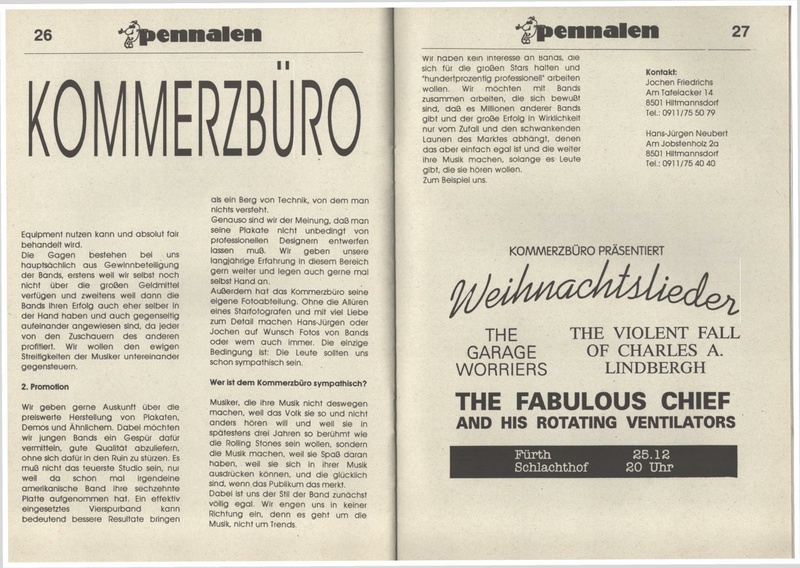 26
pennalen
KOMMERZBÜRO
Equipment nutzen kann und absolut fair
behandelt wird.
Die Gagen bestehen bei uns
hauptsächlich aus Gewinnbeteiligung
der Bands, erstens weil wir selbst noch
nicht über die großen Geldmittel
verfügen und zweitens weil dann die
Bands ihren Erfolg auch eher selber in
der Hand haben und auch gegenseitig
aufeinander angewiesen sind, da jeder
von den Zuschauern des anderen
profitiert. Wir wollen den ewigen
Streitigkeiten der Musiker untereinander
gegensteuern.
2. Promotion
Wir geben gerne Auskunft über die
preiswerte Herstellung von Plakaten,
Demos und Ähnlichem. Dabei möchten
wir jungen Bands ein Gespür dafür
vermitteln, gute Qualität abzuliefern,
ohne sich dafür in den Ruin zu stürzen. Es
muß nicht das teuerste Studio sein, nur
weil da schon mal irgendeine
amerikanische Band ihre sechzehnte
Platte aufgenommen hat. Ein effektiv
eingesetztes Vierspurband kann
bedeutend bessere Resultate bringen
als ein Berg von Technik, von dem man
nichts versteht.
Genauso sind wir der Meinung, daß man
seine Plakate nicht unbedingt von
professionellen Designern entwerfen
lassen muß. Wir geben unsere
langjährige Erfahrung in diesem Bereich
gern weiter und legen auch gerne mal
selbst Hand an.
Außerdem hat das Kommerzbüro seine
eigene Fotoabteilung. Ohne die Allüren
eines Starfotografen und mit viel Liebe
zum Detail machen Hans-Jürgen oder
Jochen auf Wunsch Fotos von Bands
oder wem auch immer. Die einzige
Bedingung ist: Die Leute sollten uns
schon sympathisch sein.
Wer ist dem Kommerzbüro sympathisch?
Musiker, die ihre Musik nicht deswegen
machen, weil das Volk sie so und nicht
anders hören will und weil sie in
spätestens drei Jahren so berühmt wie
die Rolling Stones sein wollen, sondern
die Musik machen, weil sie Spaß daran
haben, weil sie sich in ihrer Musik
ausdrücken können, und die glücklich
sind, wenn das Publikum das merkt.
Dabei ist uns der Stil der Band zunächst
völlig egal. Wir engen uns in keiner
Richtung ein, denn es geht um die
Musik, nicht um Trends.
pennalen
27
Wir haben kein Interesse an Bands, die
sich für die großen Stars halten und
"hundertprozentig professionell" arbeiten
wollen. Wir möchten mit Bands
zusammen arbeiten, die sich bewußt
sind, daß es Millionen anderer Bands
gibt und der große Erfolg in Wirklichkeit
nur vom Zufall und den schwankenden
Launen des Marktes abhängt, denen
das aber einfach egal ist und die weiter
ihre Musik machen, solange es Leute
gibt, die sie hören wollen.
Zum Beispiel uns.
Kontakt:
Jochen Friedrichs
Am Tafelacker 14
8501 Hiltmannsdorf
Tel.: 0911/75 50 79
Hans-Jürgen Neubert
Am Jobstenholz 2a
8501 Hiltmannsdorf
Tel.: 0911/75 40 40
KOMMERZBÜRO PRÄSENTIERT
Weihnachtslieder
THE
GARAGE
WORRIERS
THE VIOLENT FALL
OF CHARLES A.
LINDBERGH
THE FABULOUS CHIEF
AND HIS ROTATING VENTILATORS
Fürth 25.12
Schlachthof 20 Uhr